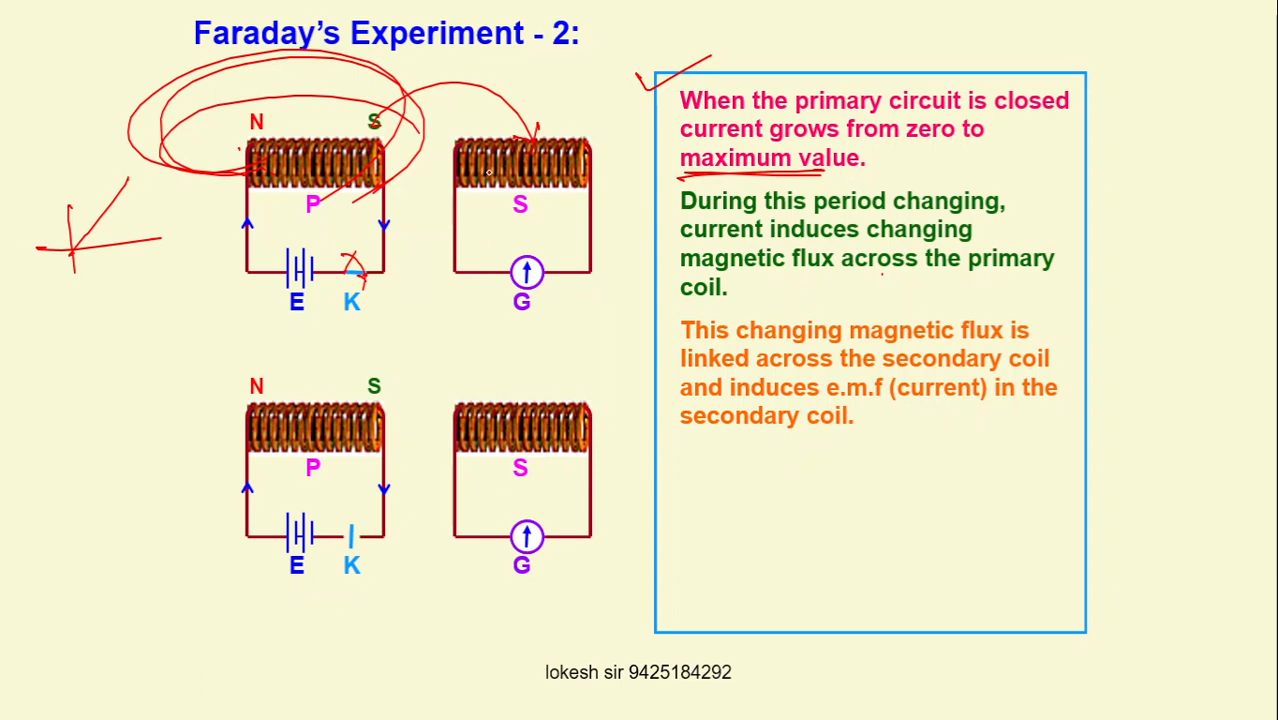 Faraday's Experiment - 2:
N S
P S
E K G
N S
P S
E K G
When the primary circuit is closed
current grows from zero to
maximum value.
During this period changing,
current induces changing
magnetic flux across the primary
coil.
This changing magnetic flux is
linked across the secondary coil
and induces e.m.f (current) in the
secondary coil.
lokesh sir 9425184292